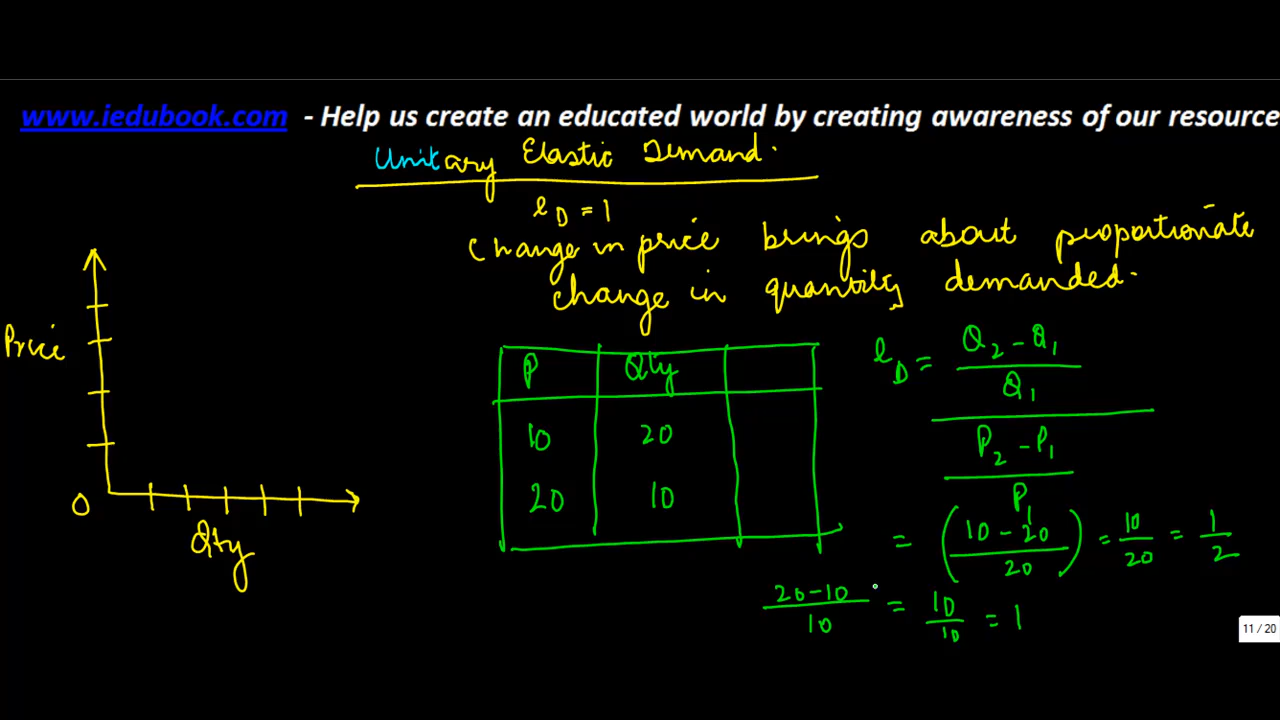 www.iedubook.com - Help us create an educated world by creating awareness of our resource
Unitary Elastic Demand.
e_D = 1
Change in price brings about proportionate
change in quantity demanded.
Price
0
Qty
P Qty
10 20
20 10
e_D =
Q2 - Q1
Q1
P2 - P1
P1
= (10 - 20 / 20) = 10/20 = 1/2
20 - 10 / 10 = 10/10 = 1
11 / 20